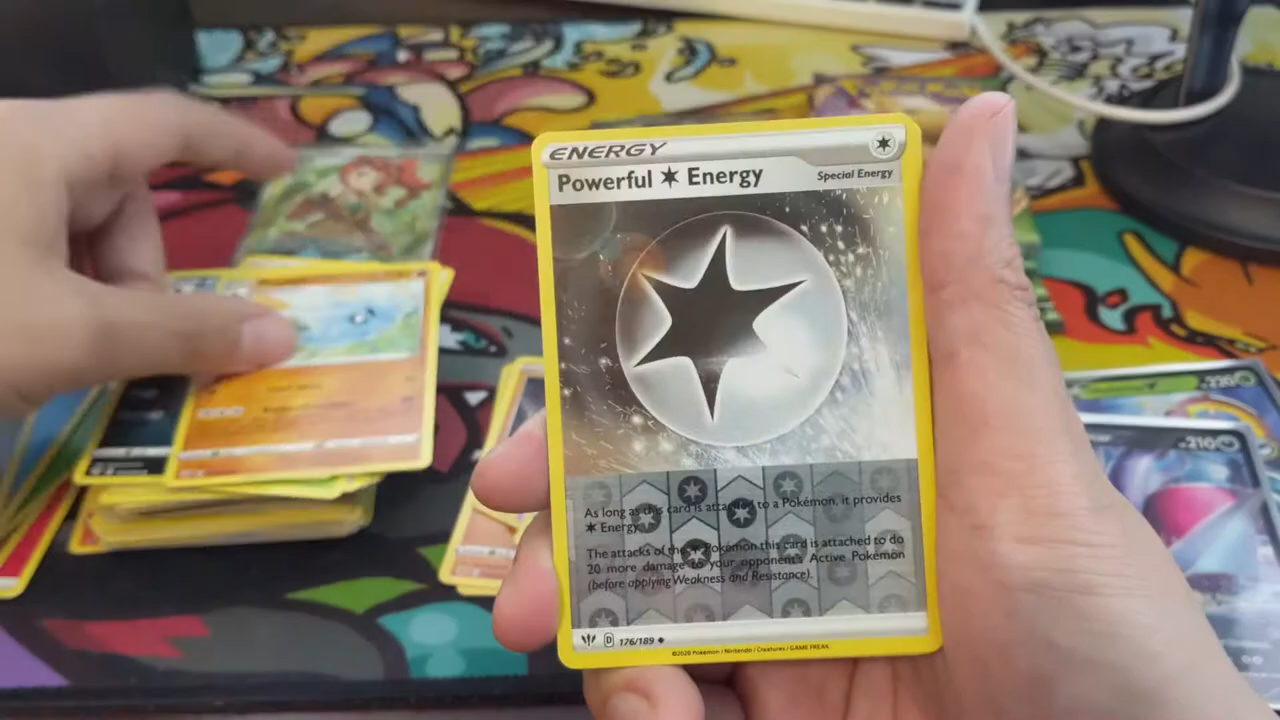 ENERGY
Powerful Energy
Special Energy
As long as this card is attached to a Pokémon, it provides
Energy.
The attacks of the Pokémon this card is attached to do
20 more damage to your opponent's Active Pokémon
(before applying Weakness and Resistance).
D 176/189
©2020 Pokémon / Nintendo / Creatures / GAME FREAK
220
210